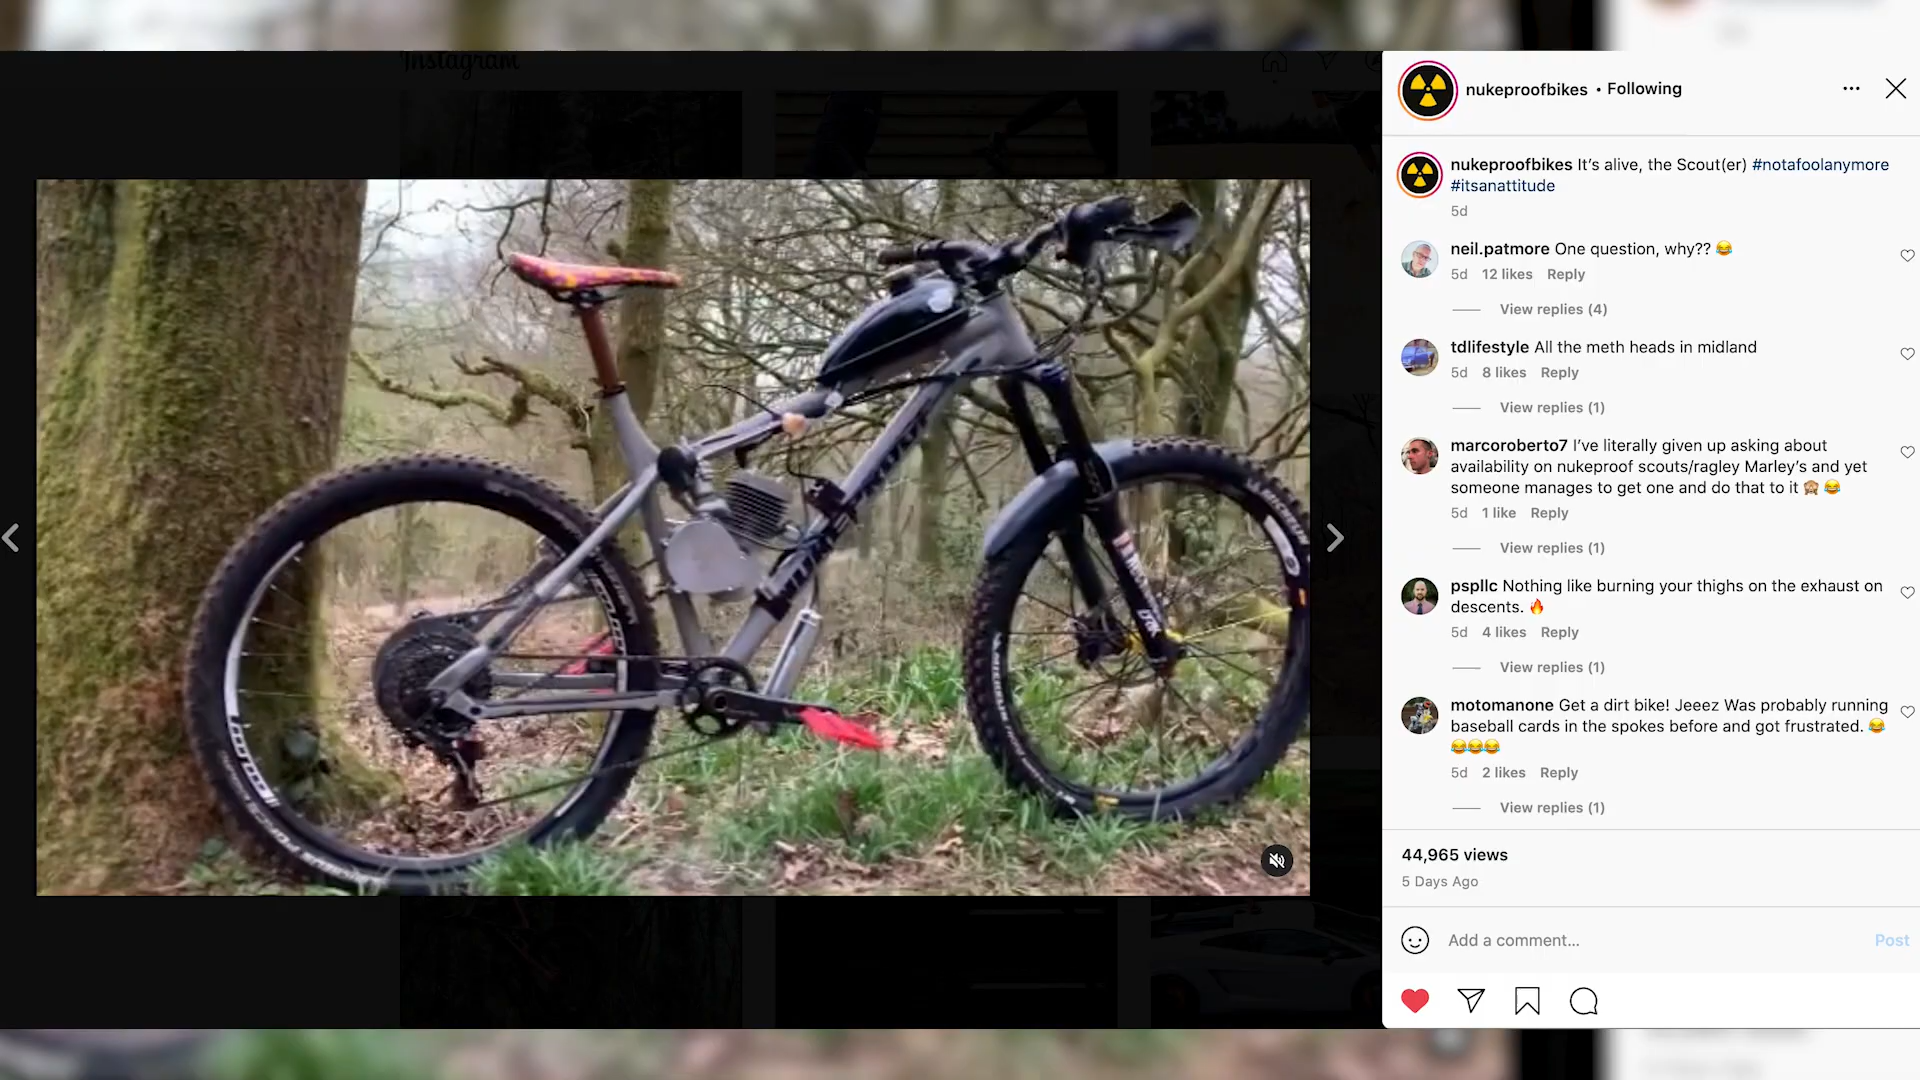 Instagram
nukeproofbikes • Following
nukeproofbikes It's alive, the Scout(er) #notafoolanymore
#itsanattitude
5d
neil.patmore One question, why?? 😂
5d 12 likes Reply
View replies (4)
tdlifestyle All the meth heads in midland
5d 8 likes Reply
View replies (1)
marcoroberto7 I've literally given up asking about
availability on nukeproof scouts/ragley Marley's and yet
someone manages to get one and do that to it 🙈 😂
5d 1 like Reply
View replies (1)
pspllc Nothing like burning your thighs on the exhaust on
descents. 🔥
5d 4 likes Reply
View replies (1)
motomanone Get a dirt bike! Jeeez Was probably running
baseball cards in the spokes before and got frustrated. 😂
😂😂😂
5d 2 likes Reply
View replies (1)
44,965 views
5 Days Ago
Add a comment... Post